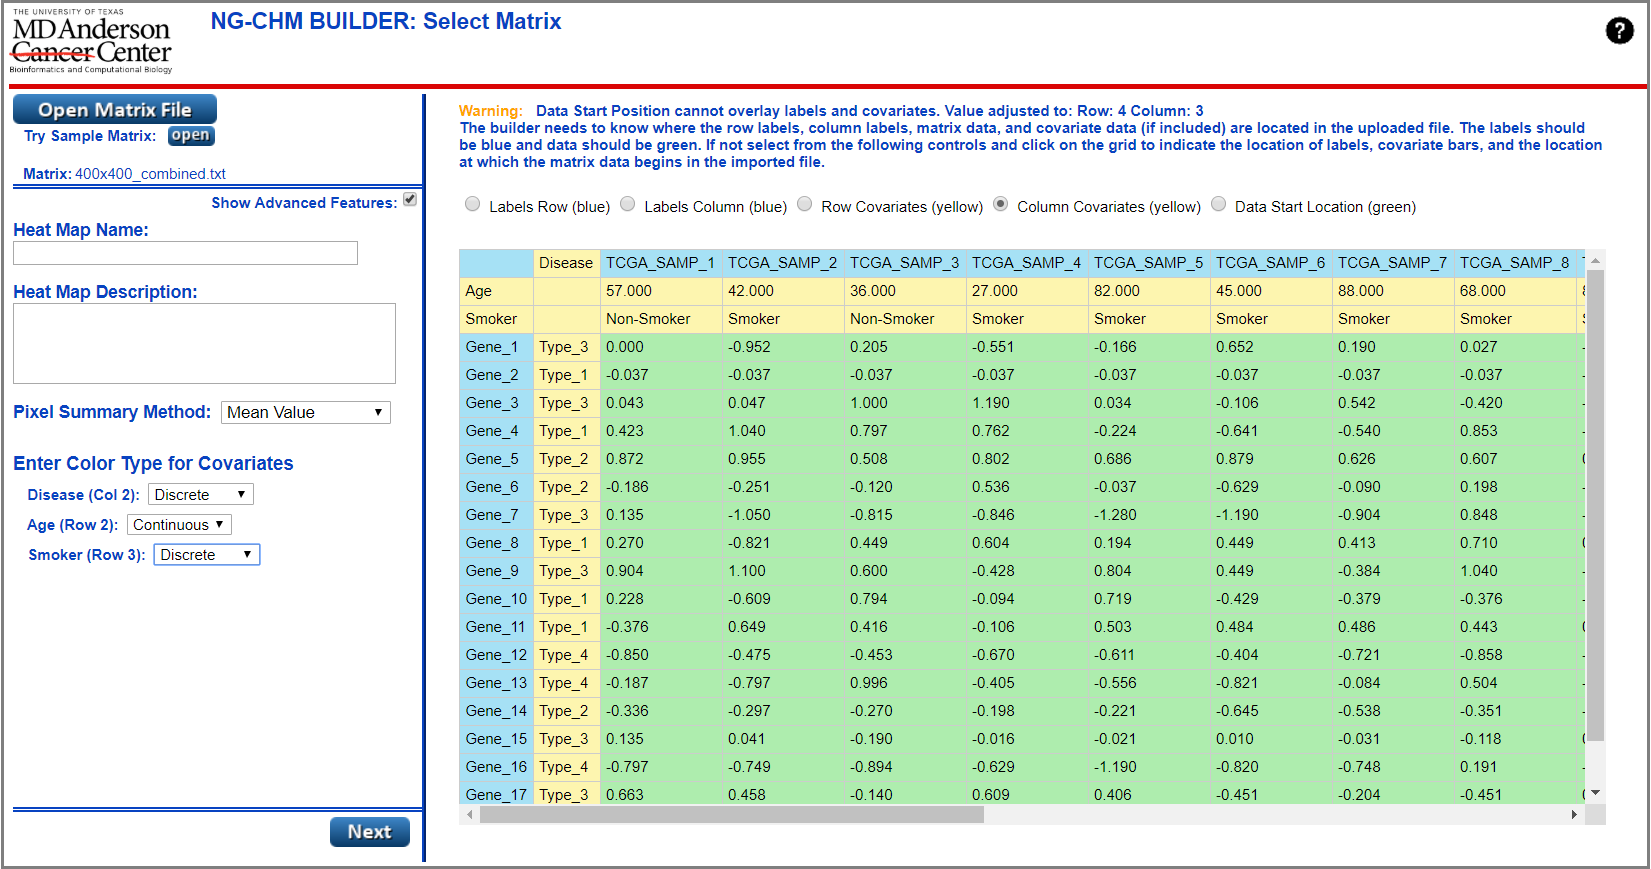 THE UNIVERSITY OF TEXAS
MDAnderson
Cancer Center
Bioinformatics and Computational Biology
NG-CHM BUILDER: Select Matrix
?
Open Matrix File
Try Sample Matrix: open
Matrix: 400x400_combined.txt
Show Advanced Features:
Heat Map Name:
Heat Map Description:
Pixel Summary Method: Mean Value
Enter Color Type for Covariates
Disease (Col 2): Discrete
Age (Row 2): Continuous
Smoker (Row 3): Discrete
Next
Warning: Data Start Position cannot overlay labels and covariates. Value adjusted to: Row: 4 Column: 3
The builder needs to know where the row labels, column labels, matrix data, and covariate data (if included) are located in the uploaded file. The labels should
be blue and data should be green. If not select from the following controls and click on the grid to indicate the location of labels, covariate bars, and the location
at which the matrix data begins in the imported file.
Labels Row (blue) Labels Column (blue) Row Covariates (yellow) Column Covariates (yellow) Data Start Location (green)
Disease TCGA_SAMP_1 TCGA_SAMP_2 TCGA_SAMP_3 TCGA_SAMP_4 TCGA_SAMP_5 TCGA_SAMP_6 TCGA_SAMP_7 TCGA_SAMP_8
Age 57.000 42.000 36.000 27.000 82.000 45.000 88.000 68.000
Smoker Non-Smoker Smoker Non-Smoker Smoker Smoker Smoker Smoker Smoker
Gene_1 Type_3 0.000 -0.952 0.205 -0.551 -0.166 0.652 0.190 0.027
Gene_2 Type_1 -0.037 -0.037 -0.037 -0.037 -0.037 -0.037 -0.037 -0.037
Gene_3 Type_3 0.043 0.047 1.000 1.190 0.034 -0.106 0.542 -0.420
Gene_4 Type_1 0.423 1.040 0.797 0.762 -0.224 -0.641 -0.540 0.853
Gene_5 Type_2 0.872 0.955 0.508 0.802 0.686 0.879 0.626 0.607
Gene_6 Type_2 -0.186 -0.251 -0.120 0.536 -0.037 -0.629 -0.090 0.198
Gene_7 Type_3 0.135 -1.050 -0.815 -0.846 -1.280 -1.190 -0.904 0.848
Gene_8 Type_1 0.270 -0.821 0.449 0.604 0.194 0.449 0.413 0.710
Gene_9 Type_3 0.904 1.100 0.600 -0.428 0.804 0.449 -0.384 1.040
Gene_10 Type_1 0.228 -0.609 0.794 -0.094 0.719 -0.429 -0.379 -0.376
Gene_11 Type_1 -0.376 0.649 0.416 -0.106 0.503 0.484 0.486 0.443
Gene_12 Type_4 -0.850 -0.475 -0.453 -0.670 -0.611 -0.404 -0.721 -0.858
Gene_13 Type_4 -0.187 -0.797 0.996 -0.405 -0.556 -0.821 -0.084 0.504
Gene_14 Type_2 -0.336 -0.297 -0.270 -0.198 -0.221 -0.645 -0.538 -0.351
Gene_15 Type_3 0.135 0.041 -0.190 -0.016 -0.021 0.010 -0.031 -0.118
Gene_16 Type_4 -0.797 -0.749 -0.894 -0.629 -1.190 -0.820 -0.748 0.191
Gene_17 Type_3 0.663 0.458 -0.140 0.609 0.406 -0.451 -0.204 -0.451